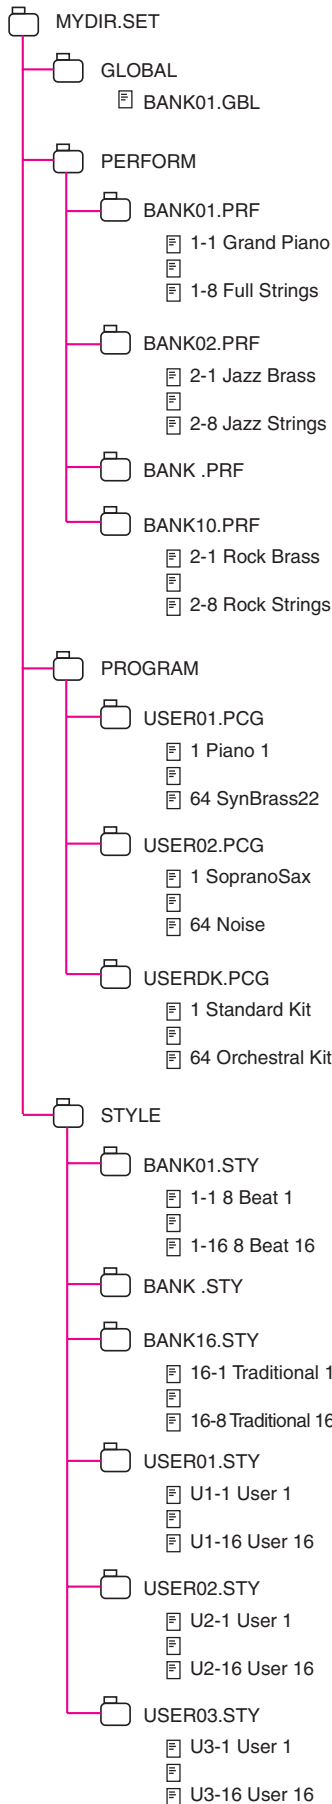 MYDIR.SET
GLOBAL
BANK01.GBL
PERFORM
BANK01.PRF
1-1 Grand Piano
1-8 Full Strings
BANK02.PRF
2-1 Jazz Brass
2-8 Jazz Strings
BANK .PRF
BANK10.PRF
2-1 Rock Brass
2-8 Rock Strings
PROGRAM
USER01.PCG
1 Piano 1
64 SynBrass22
USER02.PCG
1 SopranoSax
64 Noise
USERDK.PCG
1 Standard Kit
64 Orchestral Kit
STYLE
BANK01.STY
1-1 8 Beat 1
1-16 8 Beat 16
BANK .STY
BANK16.STY
16-1 Traditional 1
16-8 Traditional 16
USER01.STY
U1-1 User 1
U1-16 User 16
USER02.STY
U2-1 User 1
U2-16 User 16
USER03.STY
U3-1 User 1
U3-16 User 16